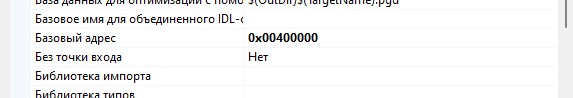 База данных для оптимизации с помо $(OutDir)$(TargetName).pgd
Базовое имя для объединенного IDL-с
Базовый адрес 0x00400000
Без точки входа Нет
Библиотека импорта
Библиотека типов